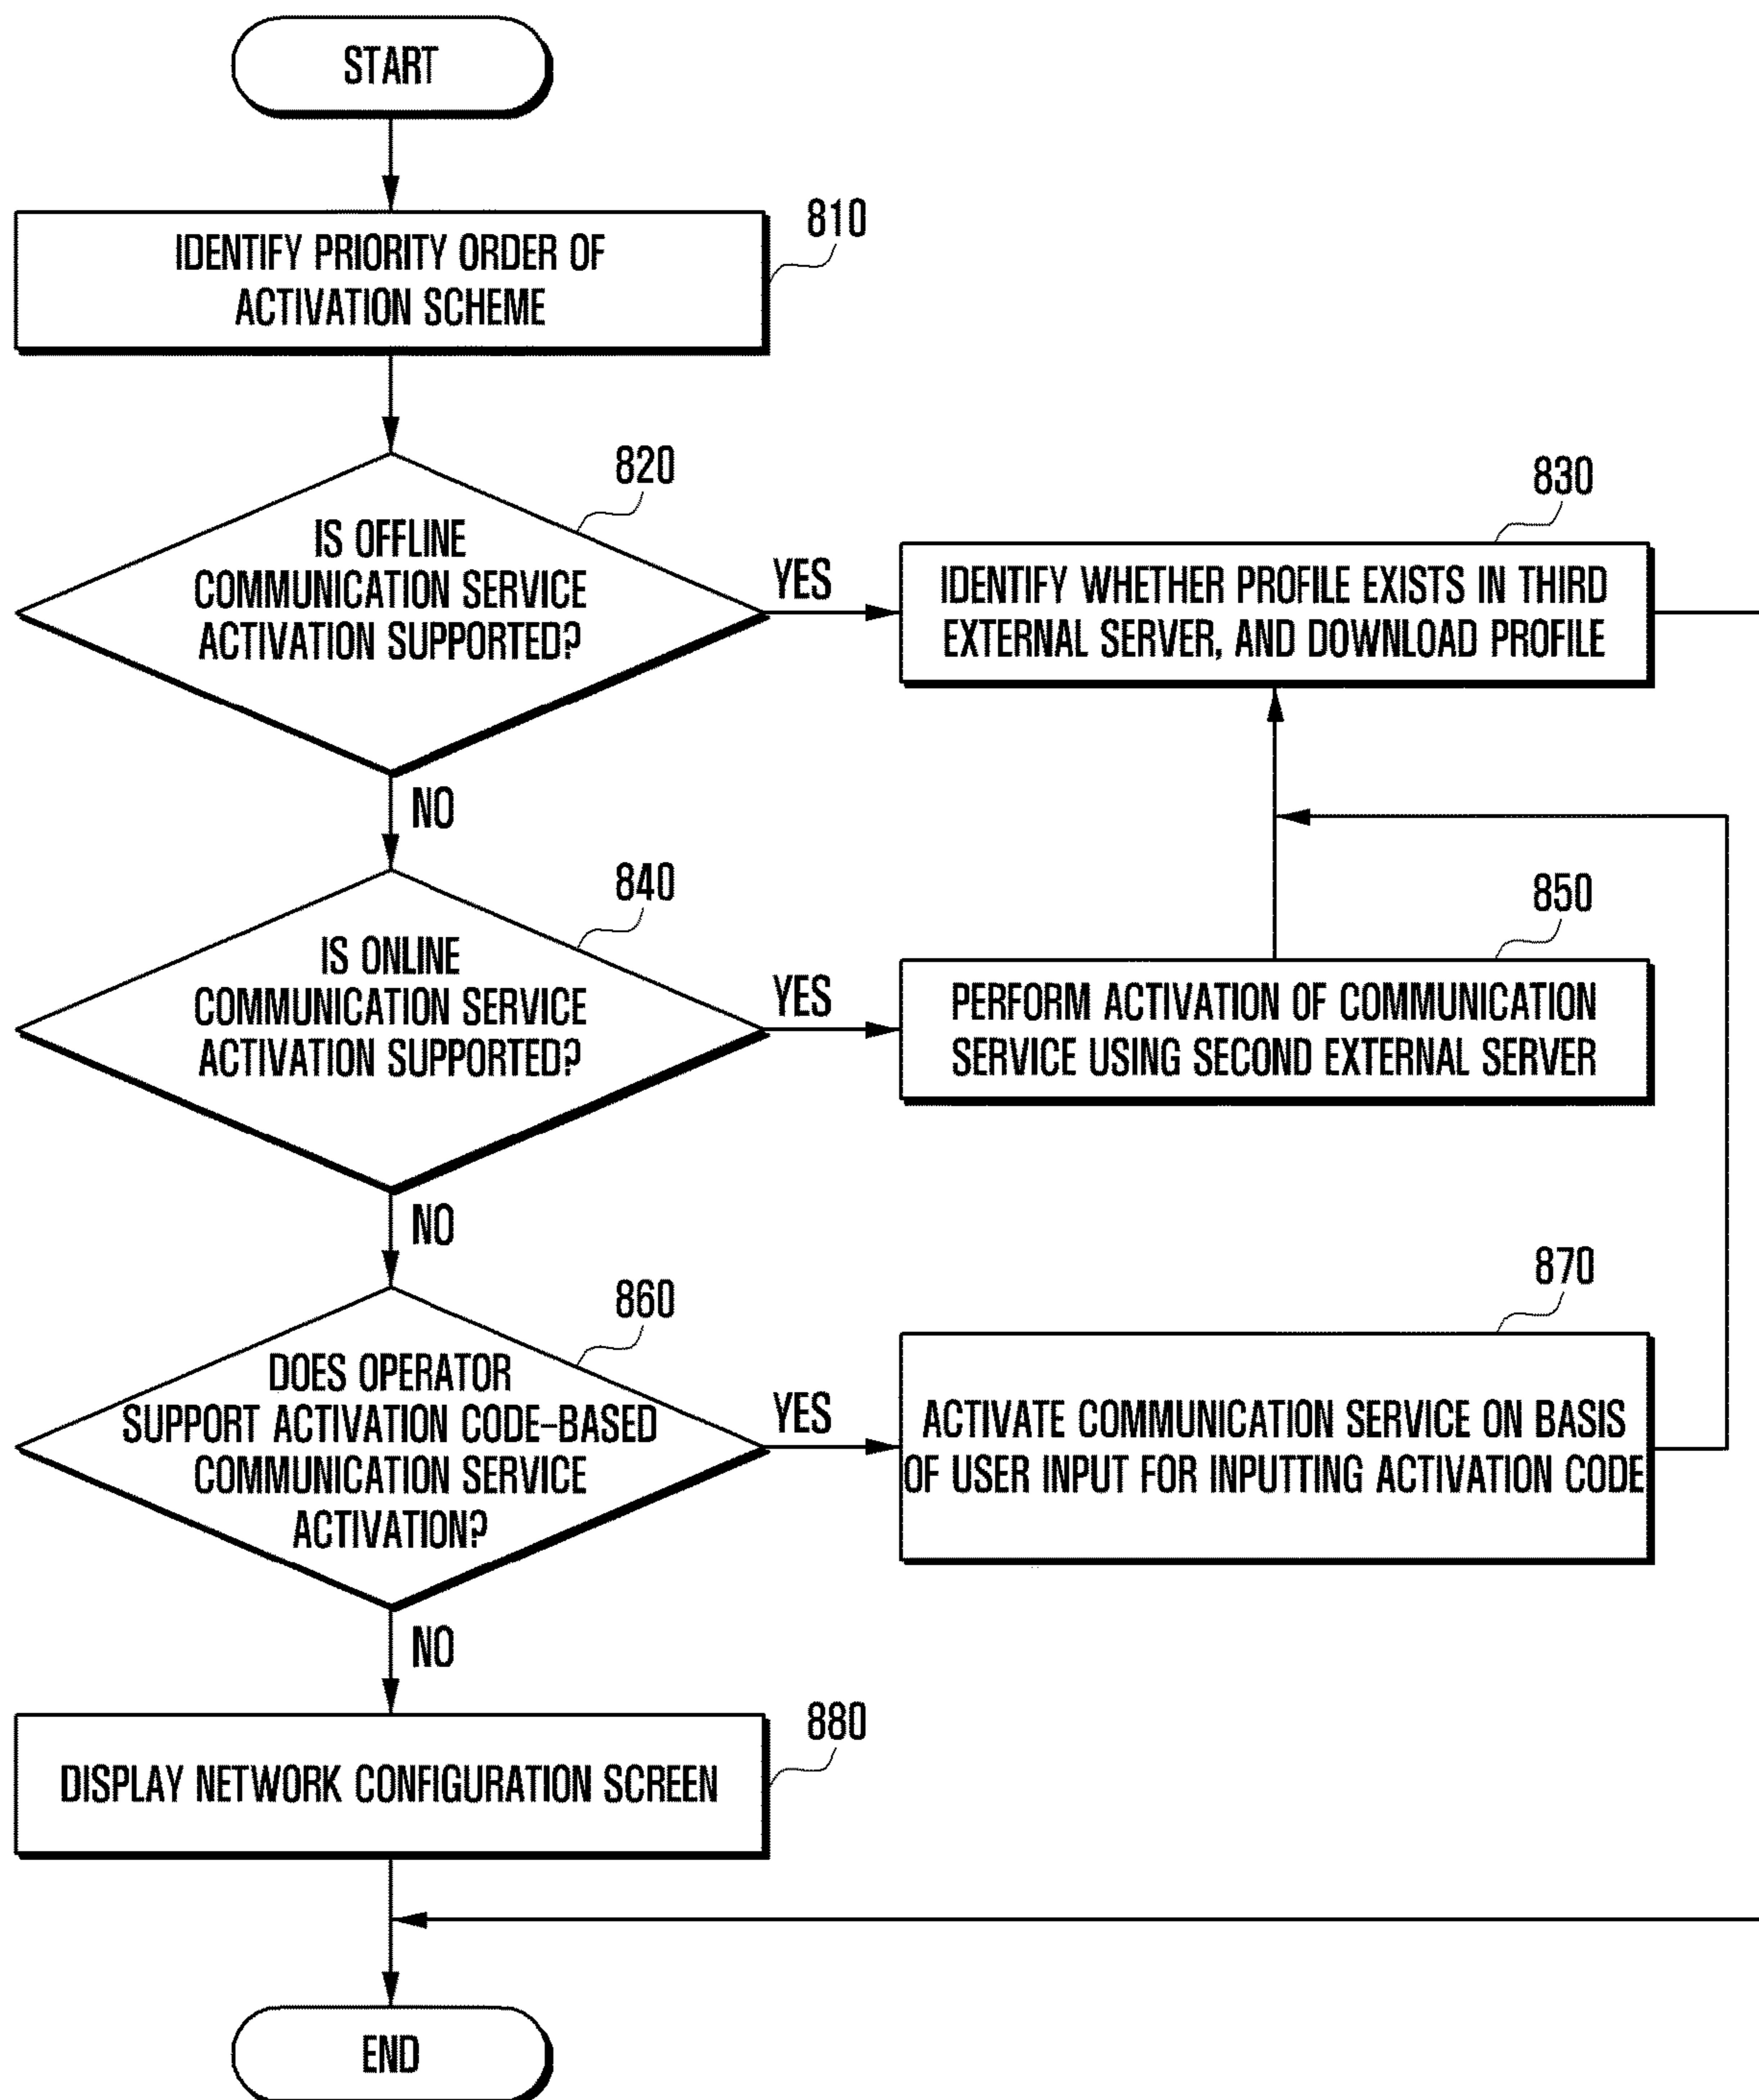 START
810
IDENTIFY PRIORITY ORDER OF
ACTIVATION SCHEME
820
IS OFFLINE
COMMUNICATION SERVICE
ACTIVATION SUPPORTED?
YES
830
IDENTIFY WHETHER PROFILE EXISTS IN THIRD
EXTERNAL SERVER, AND DOWNLOAD PROFILE
NO
840
IS ONLINE
COMMUNICATION SERVICE
ACTIVATION SUPPORTED?
YES
850
PERFORM ACTIVATION OF COMMUNICATION
SERVICE USING SECOND EXTERNAL SERVER
NO
860
DOES OPERATOR
SUPPORT ACTIVATION CODE–BASED
COMMUNICATION SERVICE
ACTIVATION?
YES
870
ACTIVATE COMMUNICATION SERVICE ON BASIS
OF USER INPUT FOR INPUTTING ACTIVATION CODE
NO
880
DISPLAY NETWORK CONFIGURATION SCREEN
END